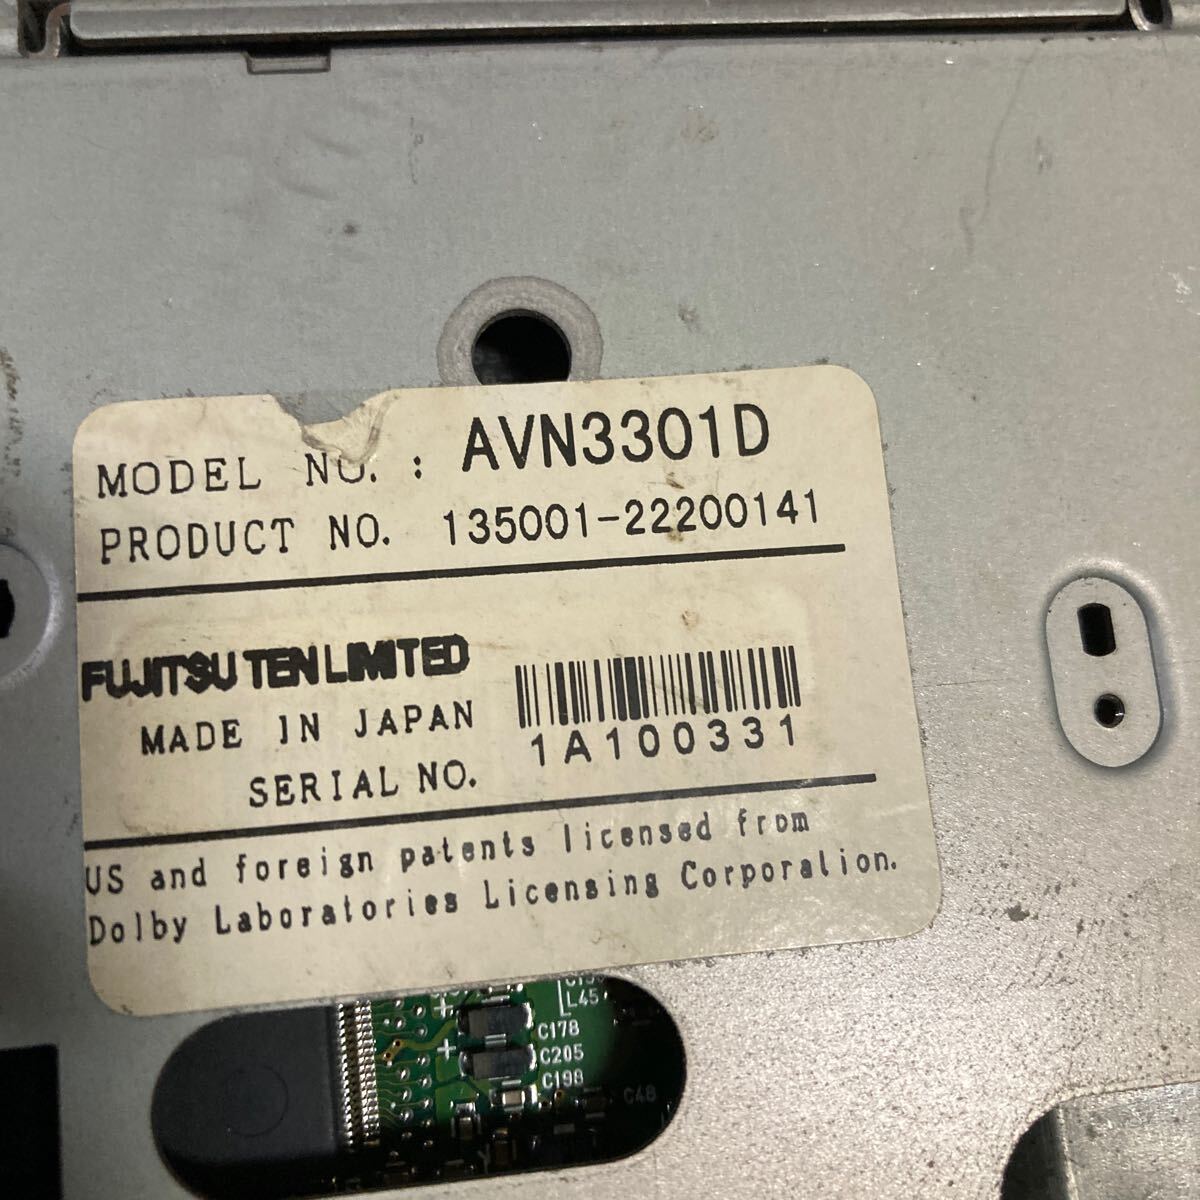 MODEL NO. : AVN3301D
PRODUCT NO. 135001-22200141
FUJITSU TEN LIMITED
MADE IN JAPAN
1A100331
SERIAL NO.
US and foreign patents licensed from
Dolby Laboratories Licensing Corporation.
L45
C178
C205
C198
C48